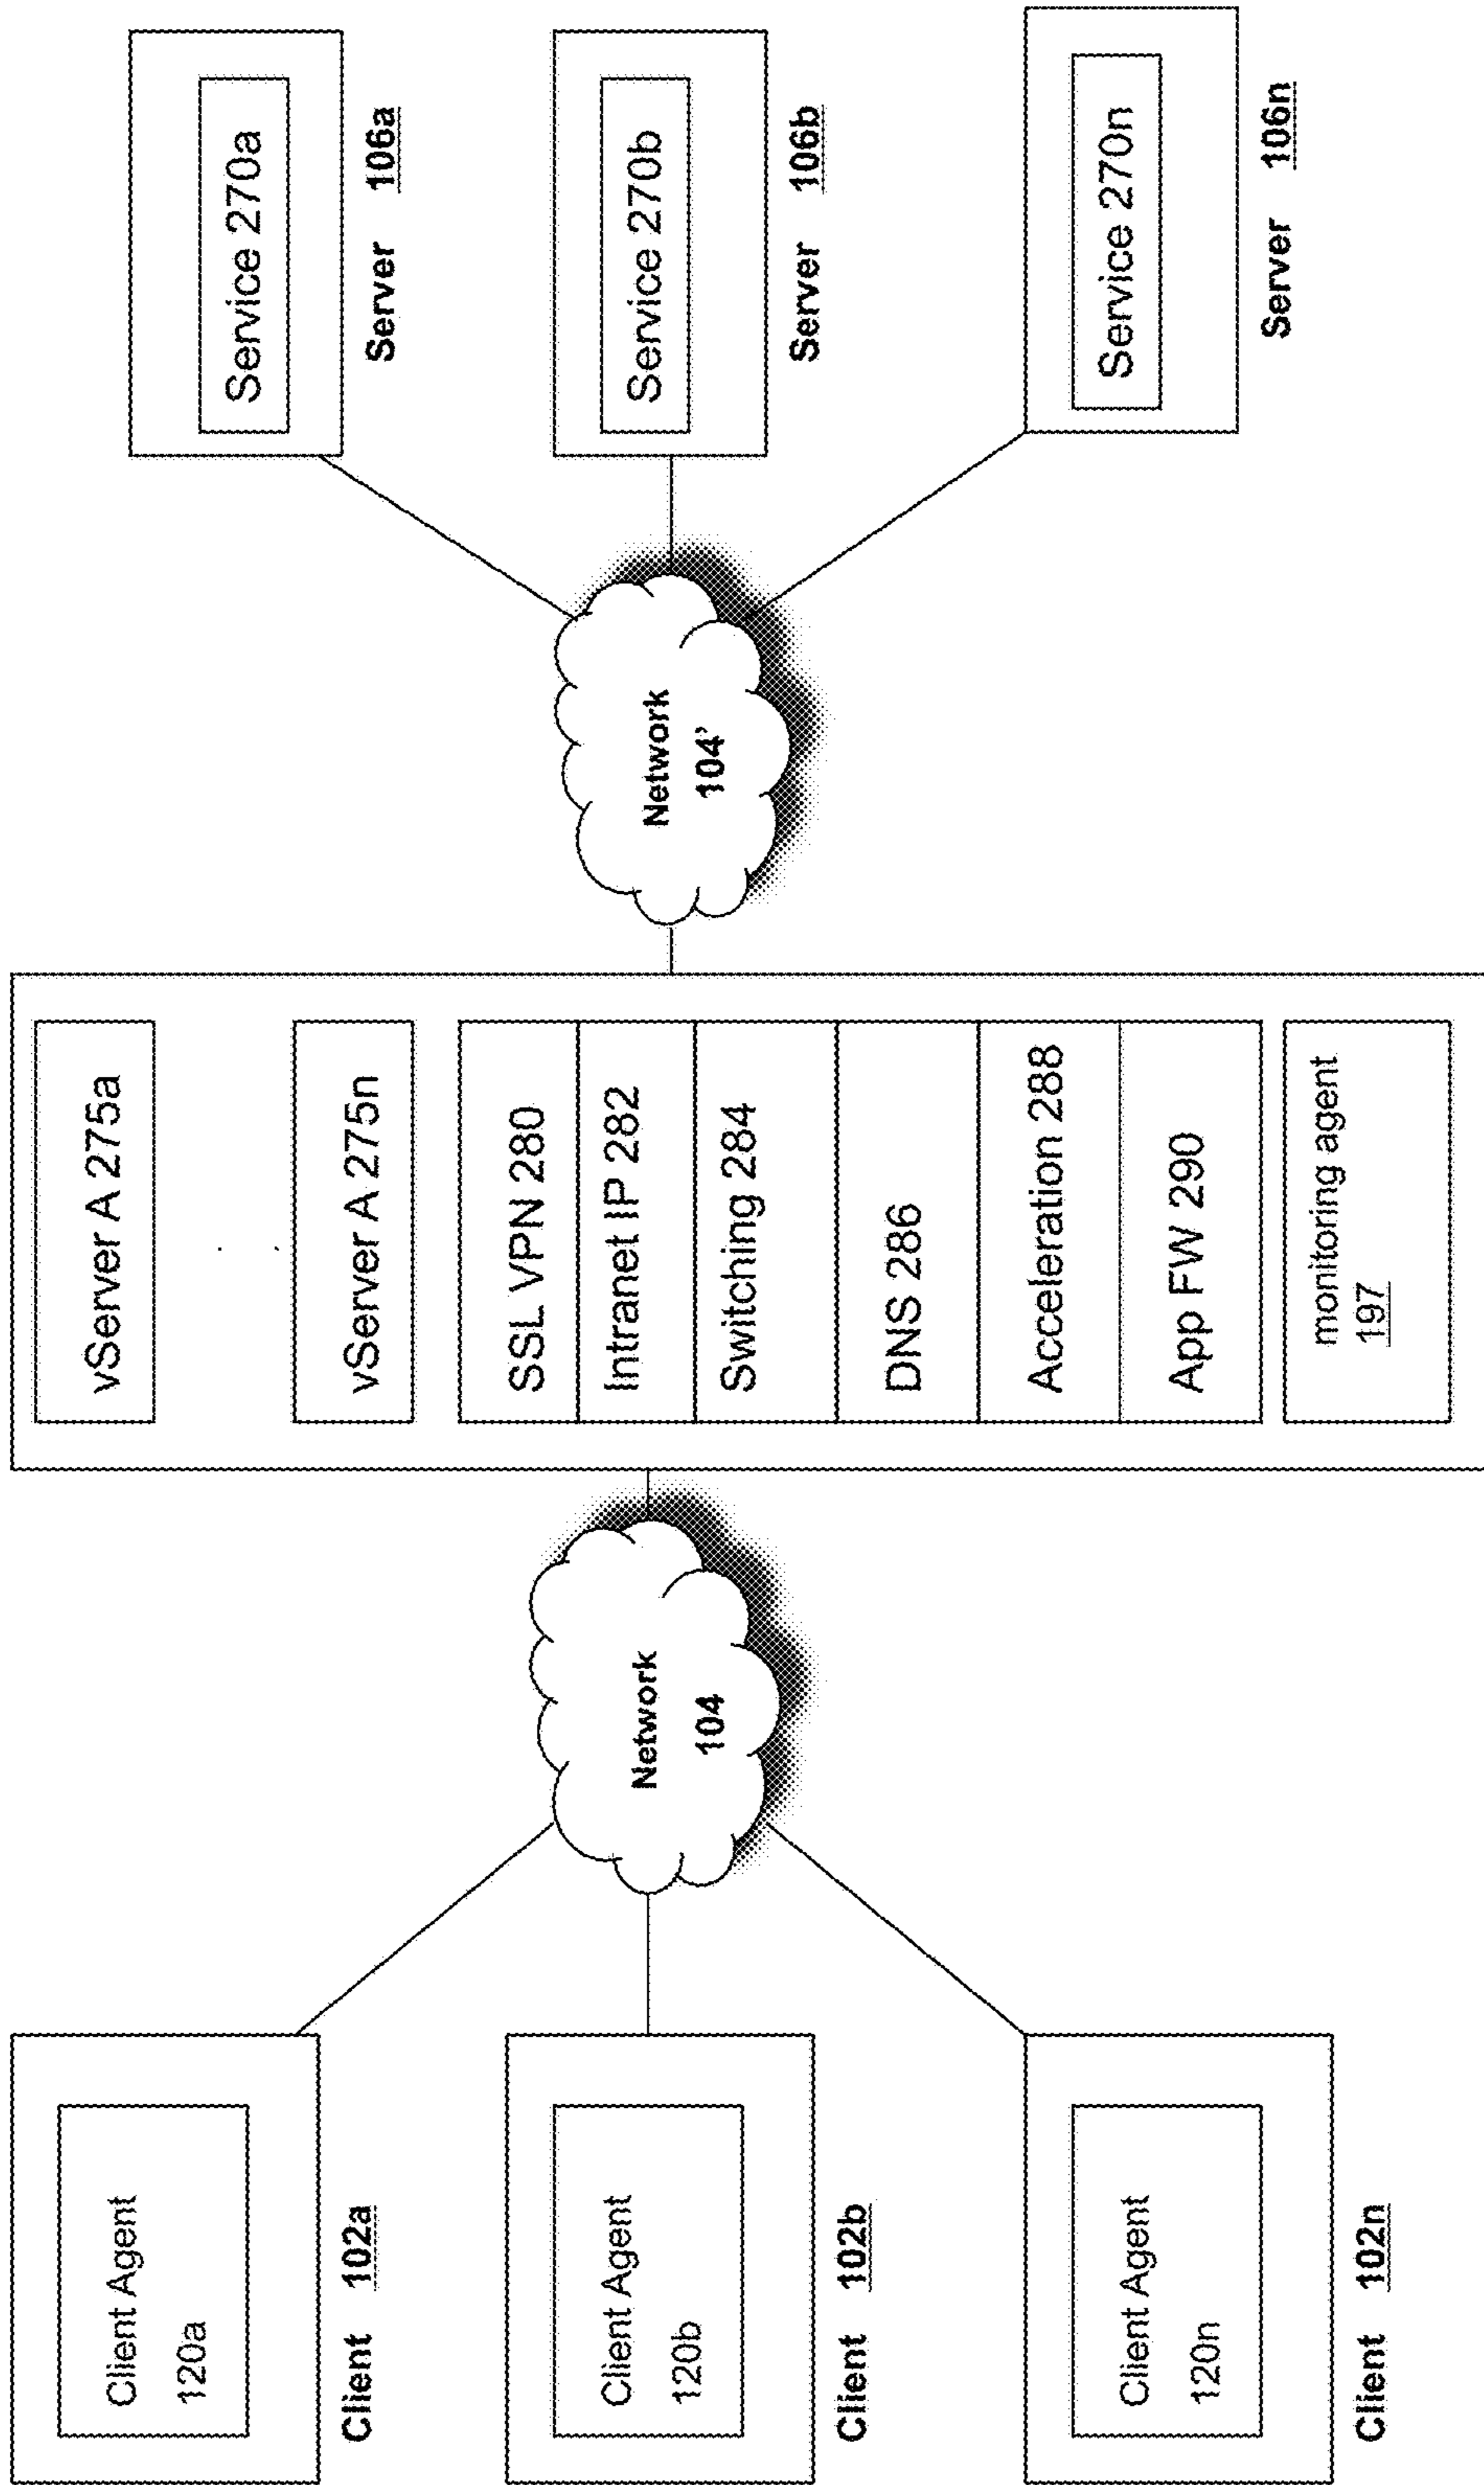 Client Agent
120a
Client 102a
Client Agent
120b
Client 102b
Client Agent
120n
Client 102n
Network
104
vServer A 275a
vServer A 275n
SSL VPN 280
Intranet IP 282
Switching 284
DNS 286
Acceleration 288
App FW 290
monitoring agent
197
Network
104'
Service 270a
Server 106a
Service 270b
Server 106b
Service 270n
Server 106n